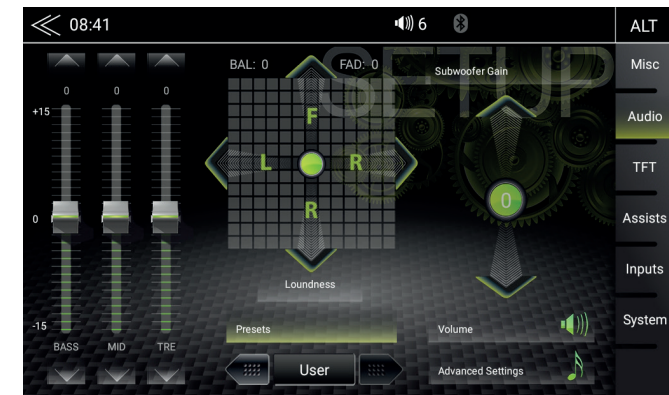 08:41
6
ALT
SETUP
BAL: 0
FAD: 0
Subwoofer Gain
Misc
0
0
0
+15
F
Audio
L
R
TFT
0
0
R
Assists
Inputs
Loundness
-15
Presets
Volume
System
BASS
MID
TRE
User
Advanced Settings